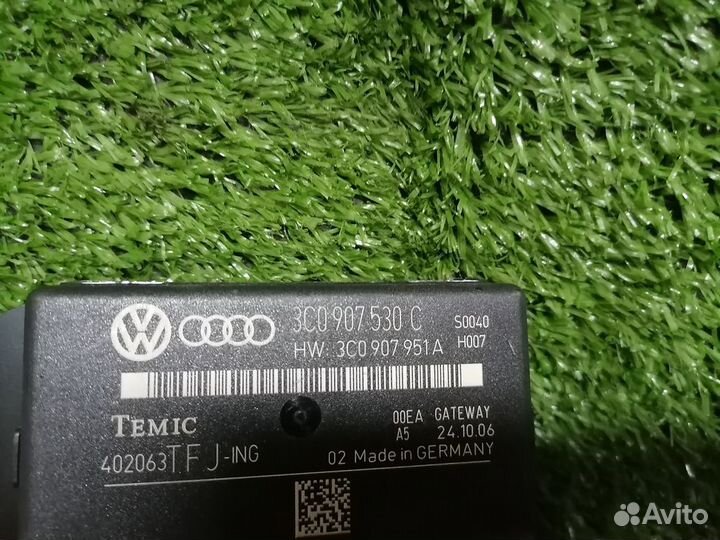 3C0 907 530 C S0040
HW: 3C0 907 951 A H007
TEMIC 00EA GATEWAY
A5 24.10.06
402063TFJ-ING 02 Made in GERMANY
Avito